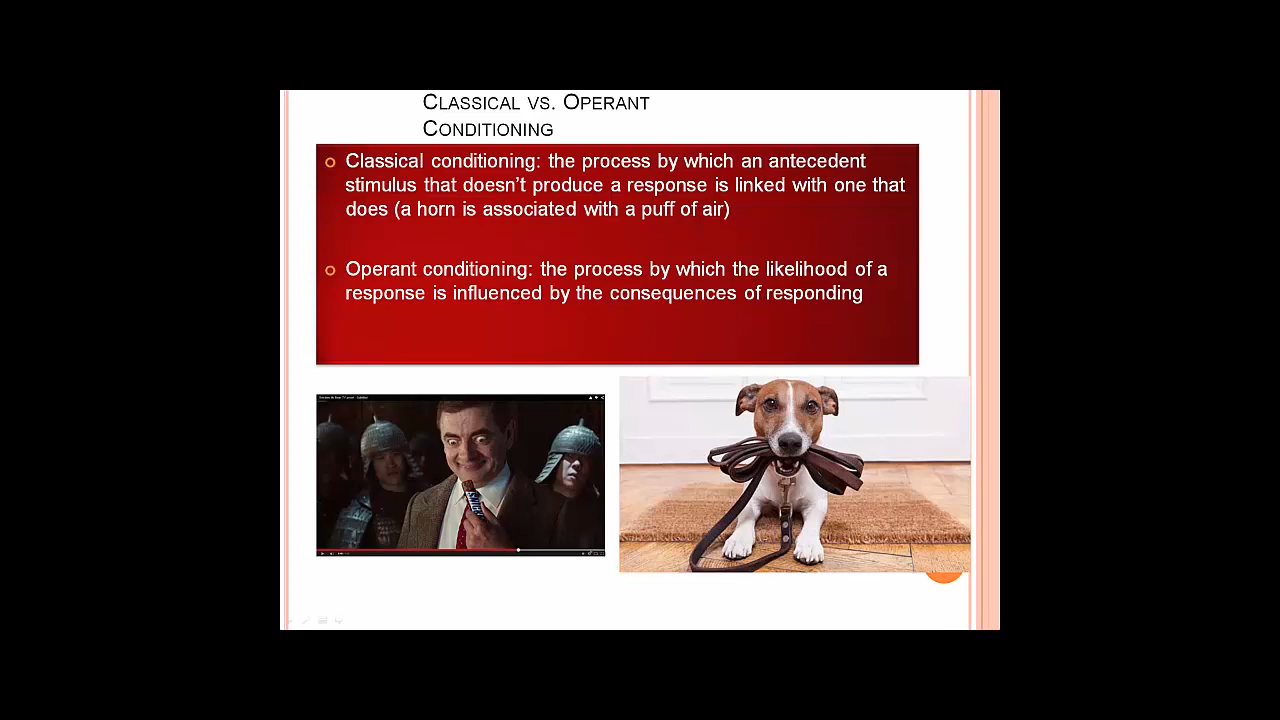 CLASSICAL VS. OPERANT
CONDITIONING
Classical conditioning: the process by which an antecedent
stimulus that doesn’t produce a response is linked with one that
does (a horn is associated with a puff of air)
Operant conditioning: the process by which the likelihood of a
response is influenced by the consequences of responding